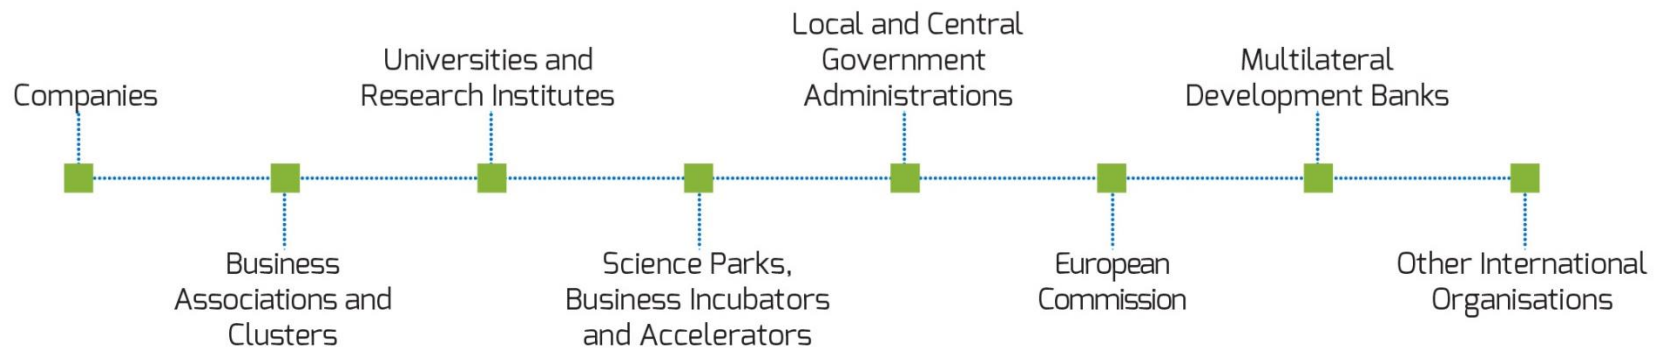 Companies
Business
Associations and
Clusters
Universities and
Research Institutes
Science Parks,
Business Incubators
and Accelerators
Local and Central
Government
Administrations
European
Commission
Multilateral
Development Banks
Other International
Organisations